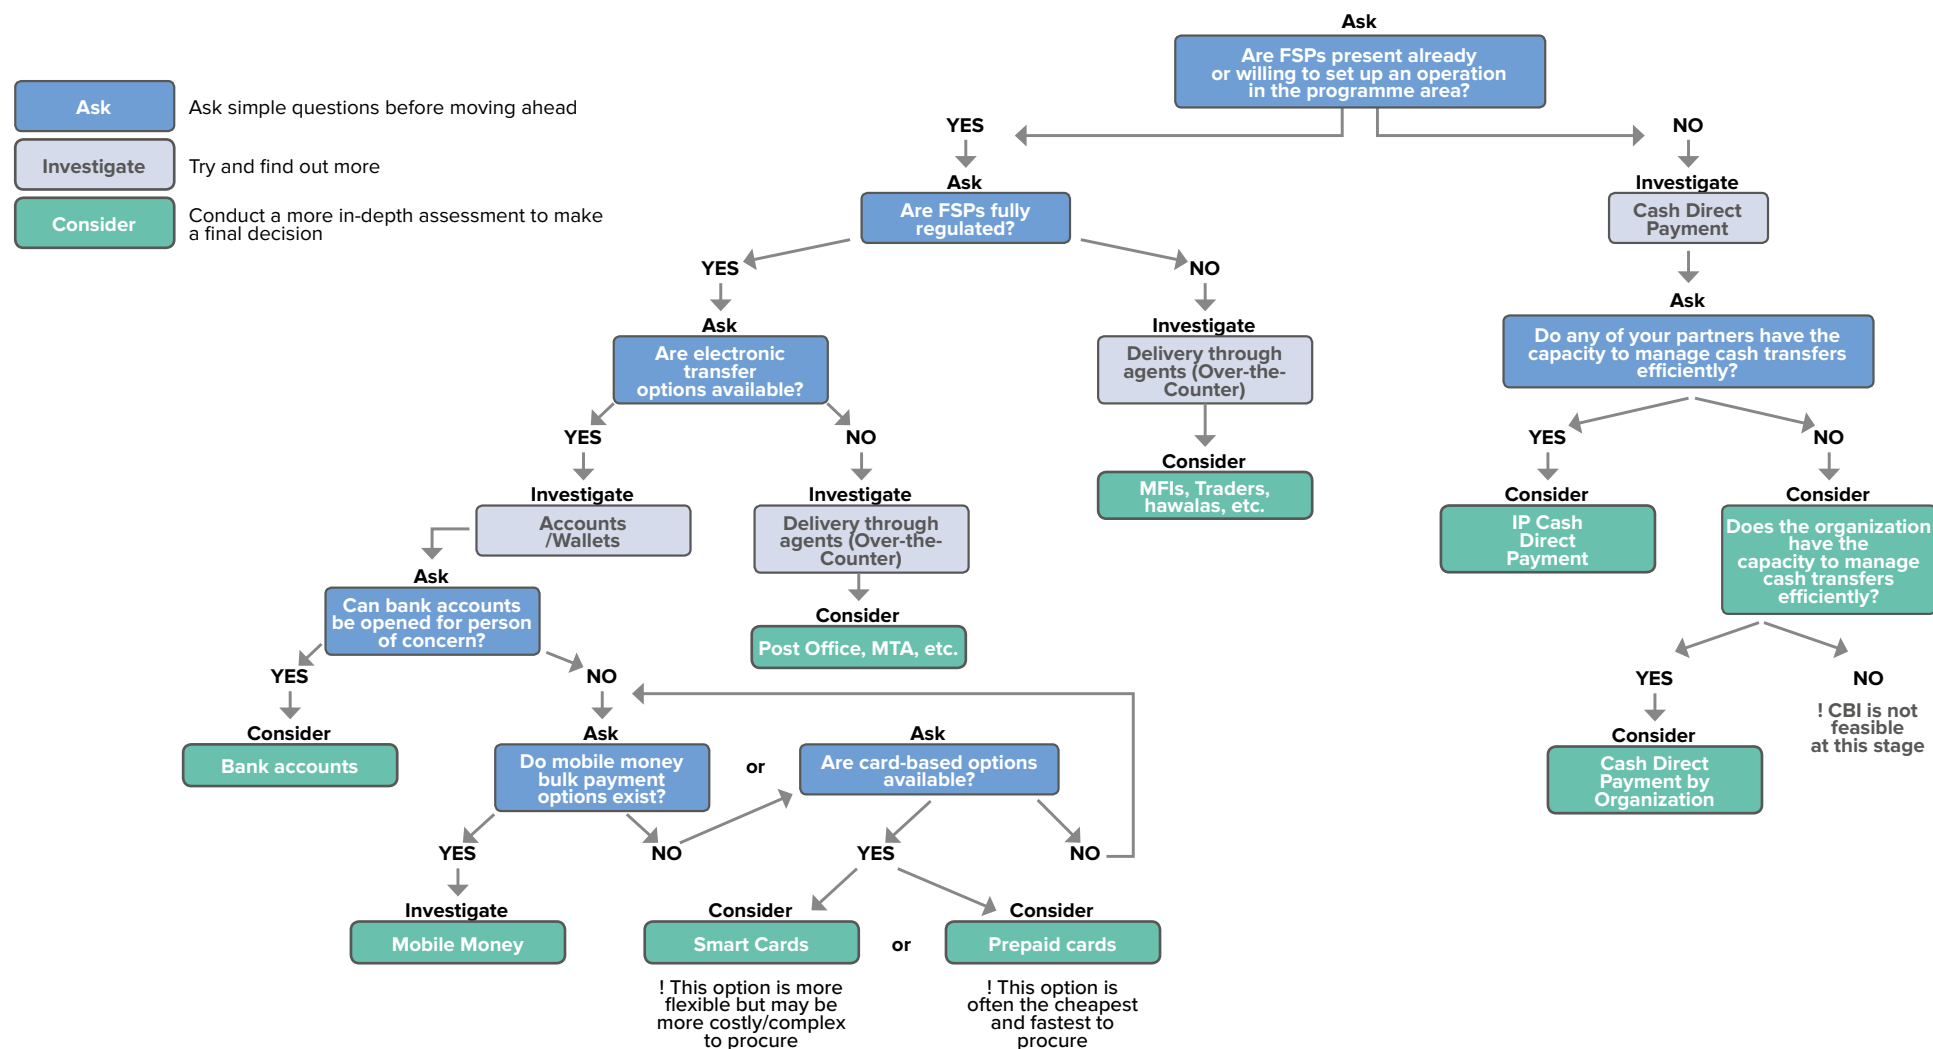 Ask
Ask simple questions before moving ahead
Investigate
Try and find out more
Consider
Conduct a more in-depth assessment to make
a final decision
Ask
Are FSPs present already
or willing to set up an operation
in the programme area?
YES
NO
Ask
Are FSPs fully
regulated?
Investigate
Cash Direct
Payment
YES
NO
Ask
Do any of your partners have the
capacity to manage cash transfers
efficiently?
Ask
Are electronic
transfer
options available?
Investigate
Delivery through
agents (Over-the-
Counter)
YES
NO
YES
NO
Consider
MFIs, Traders,
hawalas, etc.
Investigate
Accounts
/Wallets
Investigate
Delivery through
agents (Over-the-
Counter)
Consider
IP Cash
Direct
Payment
Consider
Does the organization
have the
capacity to manage
cash transfers
efficiently?
Ask
Can bank accounts
be opened for person
of concern?
Consider
Post Office, MTA, etc.
YES
NO
YES
NO
! CBI is not
feasible
at this stage
Consider
Bank accounts
Ask
Do mobile money
bulk payment
options exist?
or
Ask
Are card-based options
available?
Consider
Cash Direct
Payment by
Organization
YES
NO
YES
NO
Investigate
Mobile Money
Consider
Smart Cards
or
Consider
Prepaid cards
! This option is more
flexible but may be
more costly/complex
to procure
! This option is
often the cheapest
and fastest to
procure